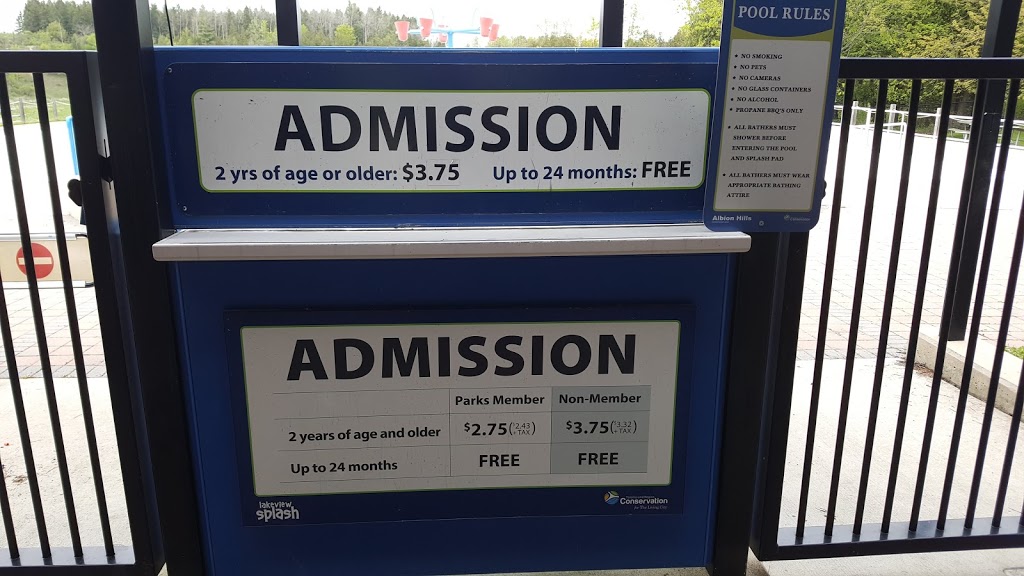 ADMISSION
2 yrs of age or older: $3.75 Up to 24 months: FREE
POOL RULES
• NO SMOKING
• NO PETS
• NO CAMERAS
• NO GLASS CONTAINERS
• NO ALCOHOL
• PROPANE BBQ'S ONLY
• ALL BATHERS MUST
SHOWER BEFORE
ENTERING THE POOL
AND SPLASH PAD
• ALL BATHERS MUST WEAR
APPROPRIATE BATHING
ATTIRE
Albion Hills
ADMISSION
Parks Member Non-Member
2 years of age and older $2.75 ($2.43 + TAX) $3.75 ($3.32 + TAX)
Up to 24 months FREE FREE
lakeview
splash
Conservation
for The Living City